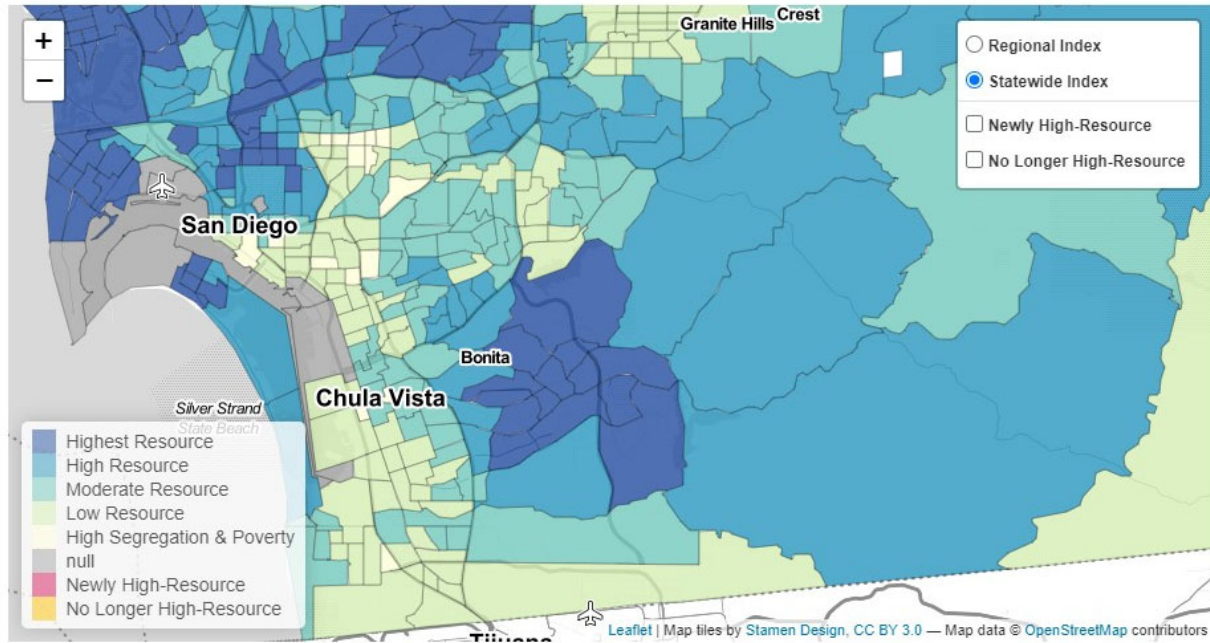 Granite Hills
Crest
+
−
Regional Index
Statewide Index
Newly High-Resource
No Longer High-Resource
San Diego
Bonita
Chula Vista
Silver Strand
State Beach
Highest Resource
High Resource
Moderate Resource
Low Resource
High Segregation & Poverty
null
Newly High-Resource
No Longer High-Resource
Tijuana
Leaflet | Map tiles by Stamen Design, CC BY 3.0 — Map data © OpenStreetMap contributors